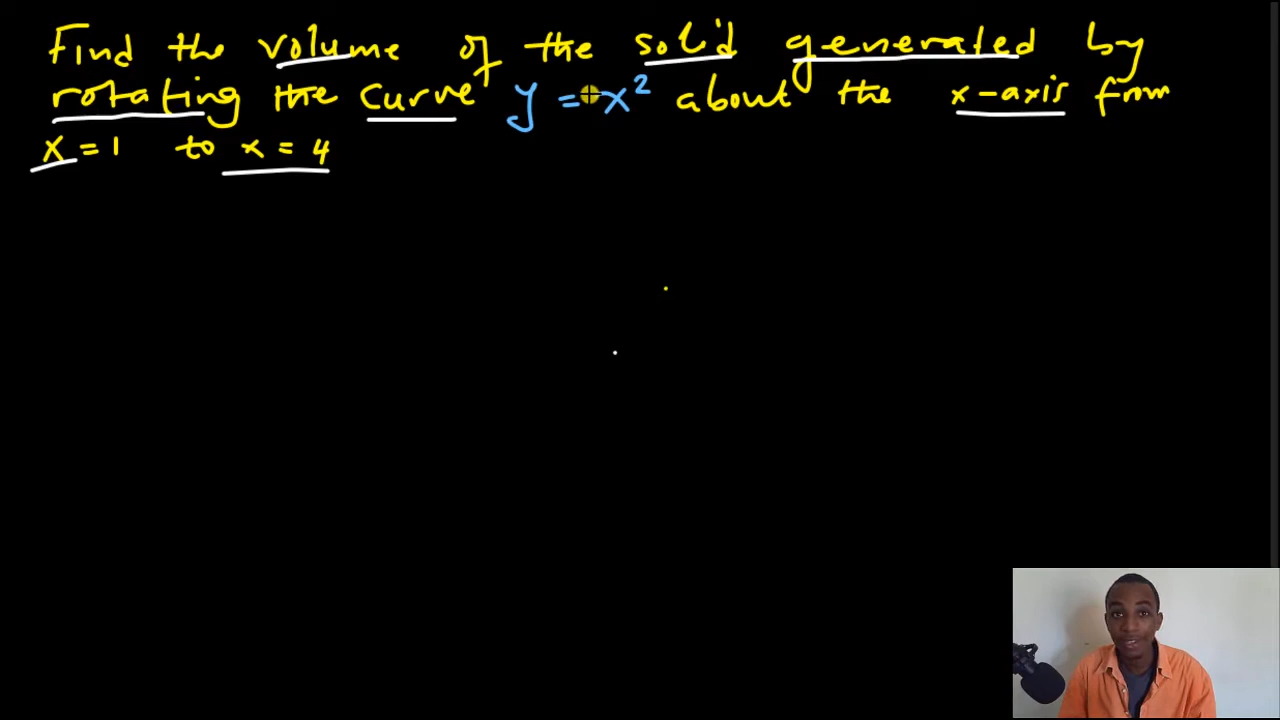 Find the volume of the solid generated by
rotating the curve y = x² about the x-axis from
x = 1 to x = 4